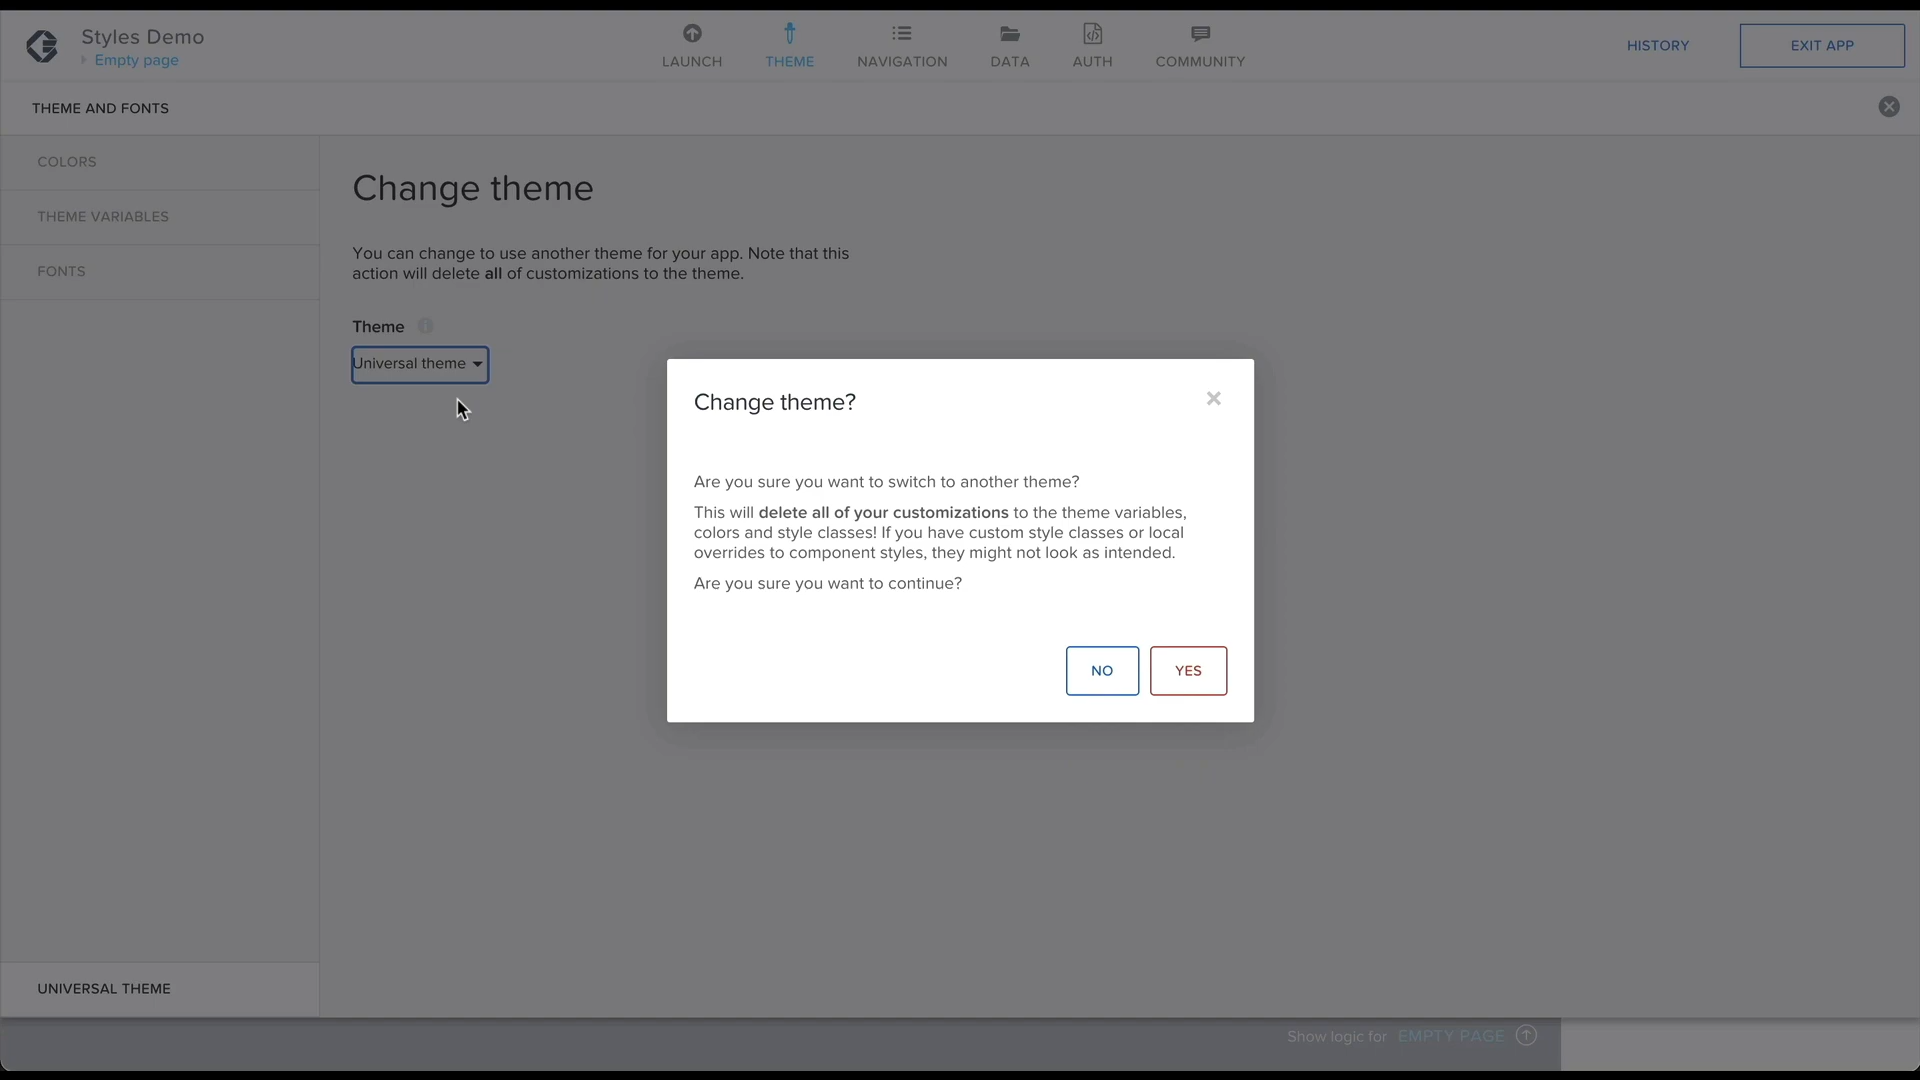 Styles Demo
Empty page
LAUNCH
THEME
NAVIGATION
DATA
AUTH
COMMUNITY
HISTORY
EXIT APP
THEME AND FONTS
COLORS
THEME VARIABLES
FONTS
UNIVERSAL THEME
Change theme
You can change to use another theme for your app. Note that this
action will delete all of customizations to the theme.
Theme
Universal theme
Change theme?
Are you sure you want to switch to another theme?
This will delete all of your customizations to the theme variables,
colors and style classes! If you have custom style classes or local
overrides to component styles, they might not look as intended.
Are you sure you want to continue?
NO
YES
Show logic for EMPTY PAGE